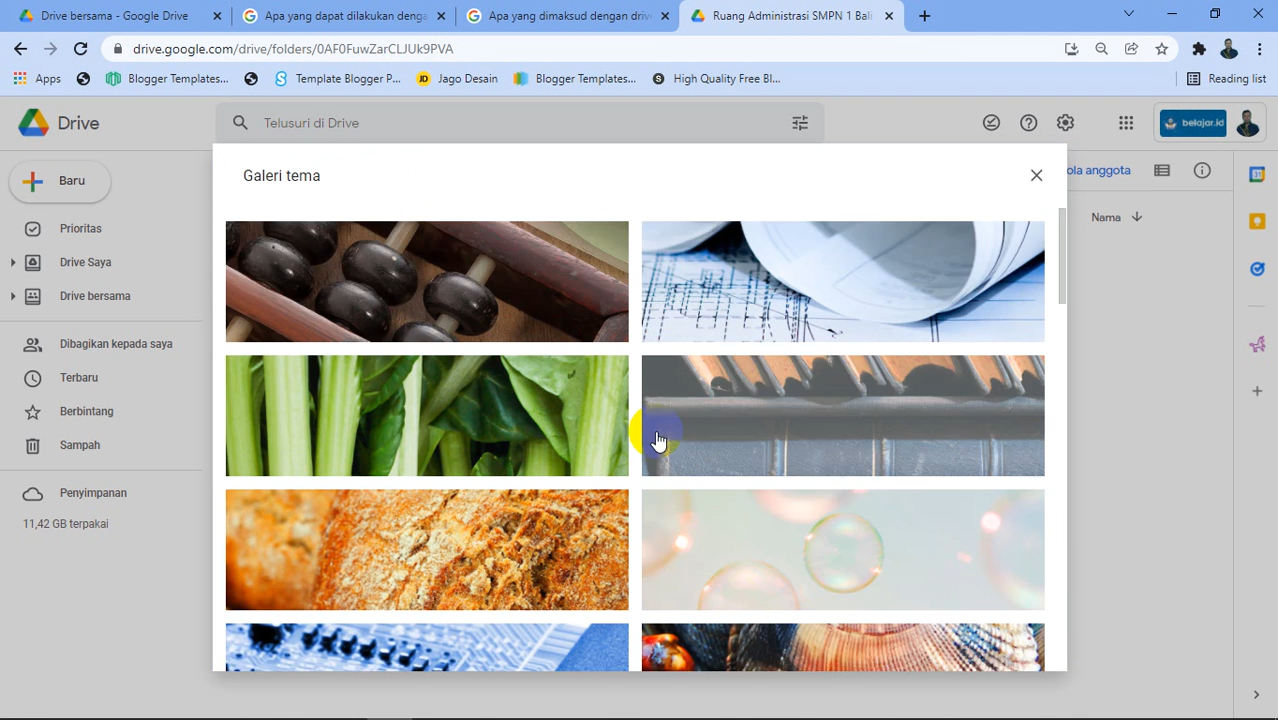 Drive bersama - Google Drive
Apa yang dapat dilakukan denga
Apa yang dimaksud dengan drive
Ruang Administrasi SMPN 1 Bali
drive.google.com/drive/folders/0AF0FuwZarCLJUk9PVA
Apps
Blogger Templates...
Template Blogger P...
Jago Desain
Blogger Templates...
High Quality Free Bl...
Reading list
Drive
Telusuri di Drive
belajar.id
Baru
Galeri tema
ola anggota
Nama
Prioritas
Drive Saya
Drive bersama
Dibagikan kepada saya
Terbaru
Berbintang
Sampah
Penyimpanan
11,42 GB terpakai